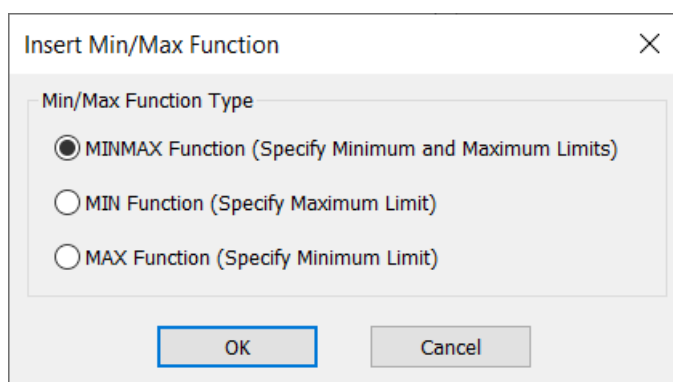 Insert Min/Max Function
Min/Max Function Type
MINMAX Function (Specify Minimum and Maximum Limits)
MIN Function (Specify Maximum Limit)
MAX Function (Specify Minimum Limit)
OK Cancel